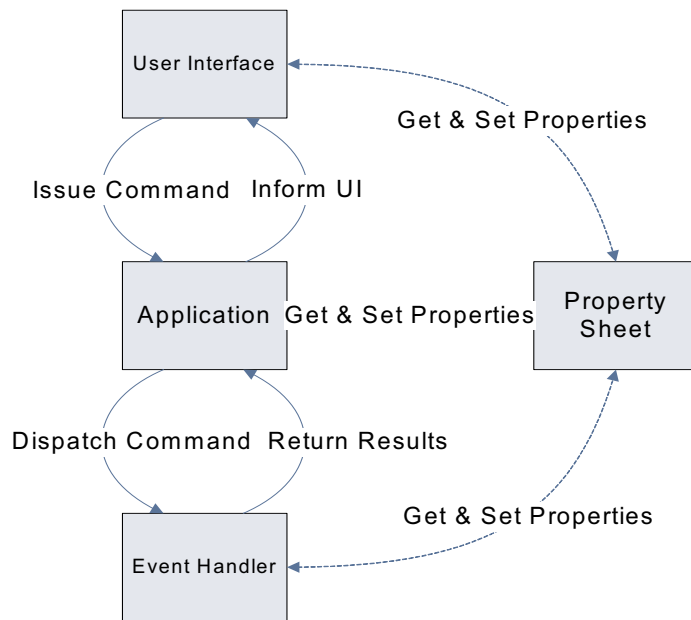 User Interface
Get & Set Properties
Issue Command
Inform UI
Application
Get & Set Properties
Property
Sheet
Dispatch Command
Return Results
Get & Set Properties
Event Handler